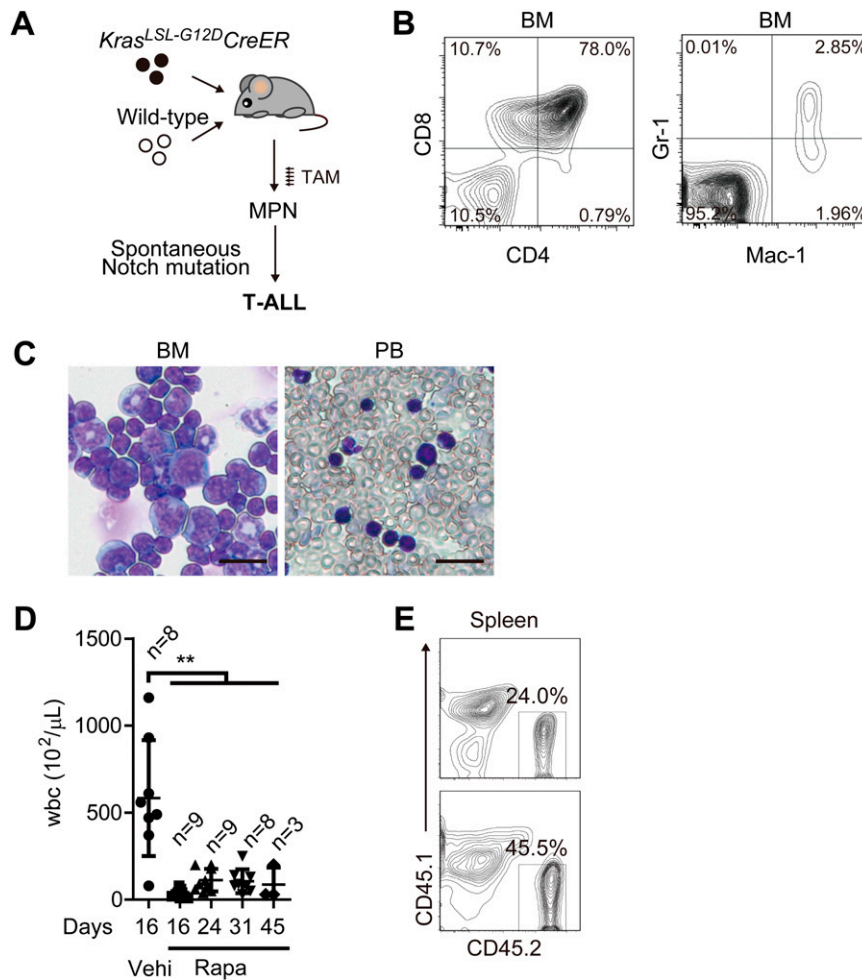 A
Kras^LSL-G12D CreER
Wild-type
TAM
MPN
Spontaneous
Notch mutation
T-ALL
B
BM
10.7% 78.0%
10.5% 0.79%
CD8
CD4
BM
0.01% 2.85%
95.2% 1.96%
Gr-1
Mac-1
C
BM PB
D
wbc (10^2/μL)
1500
1000
500
0
n=8
**
n=9
n=9
n=8
n=3
Days 16 16 24 31 45
Vehi Rapa
E
Spleen
24.0%
45.5%
CD45.1
CD45.2